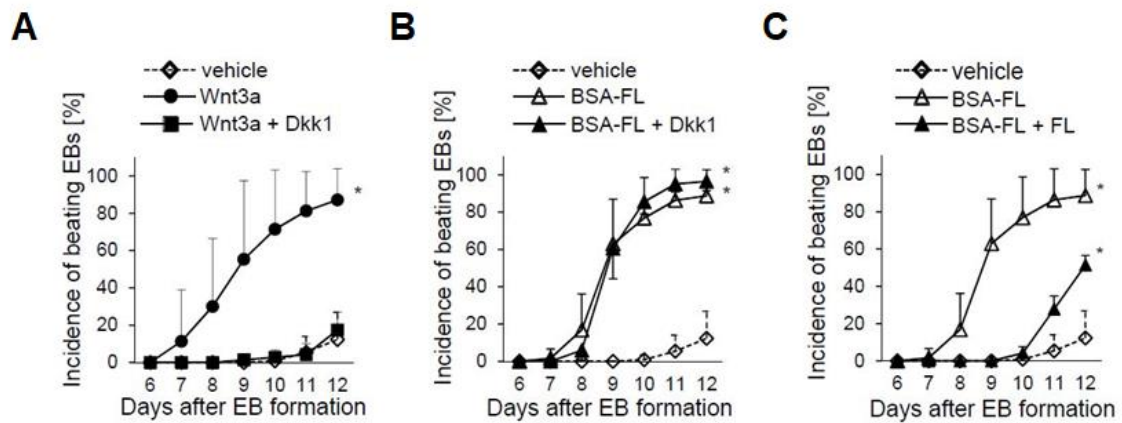 A
vehicle
Wnt3a
Wnt3a + Dkk1
Incidence of beating EBs [%]
100
80
60
40
20
0
*
6 7 8 9 10 11 12
Days after EB formation
B
vehicle
BSA-FL
BSA-FL + Dkk1
Incidence of beating EBs [%]
100
80
60
40
20
0
*
*
6 7 8 9 10 11 12
Days after EB formation
C
vehicle
BSA-FL
BSA-FL + FL
Incidence of beating EBs [%]
100
80
60
40
20
0
*
*
6 7 8 9 10 11 12
Days after EB formation